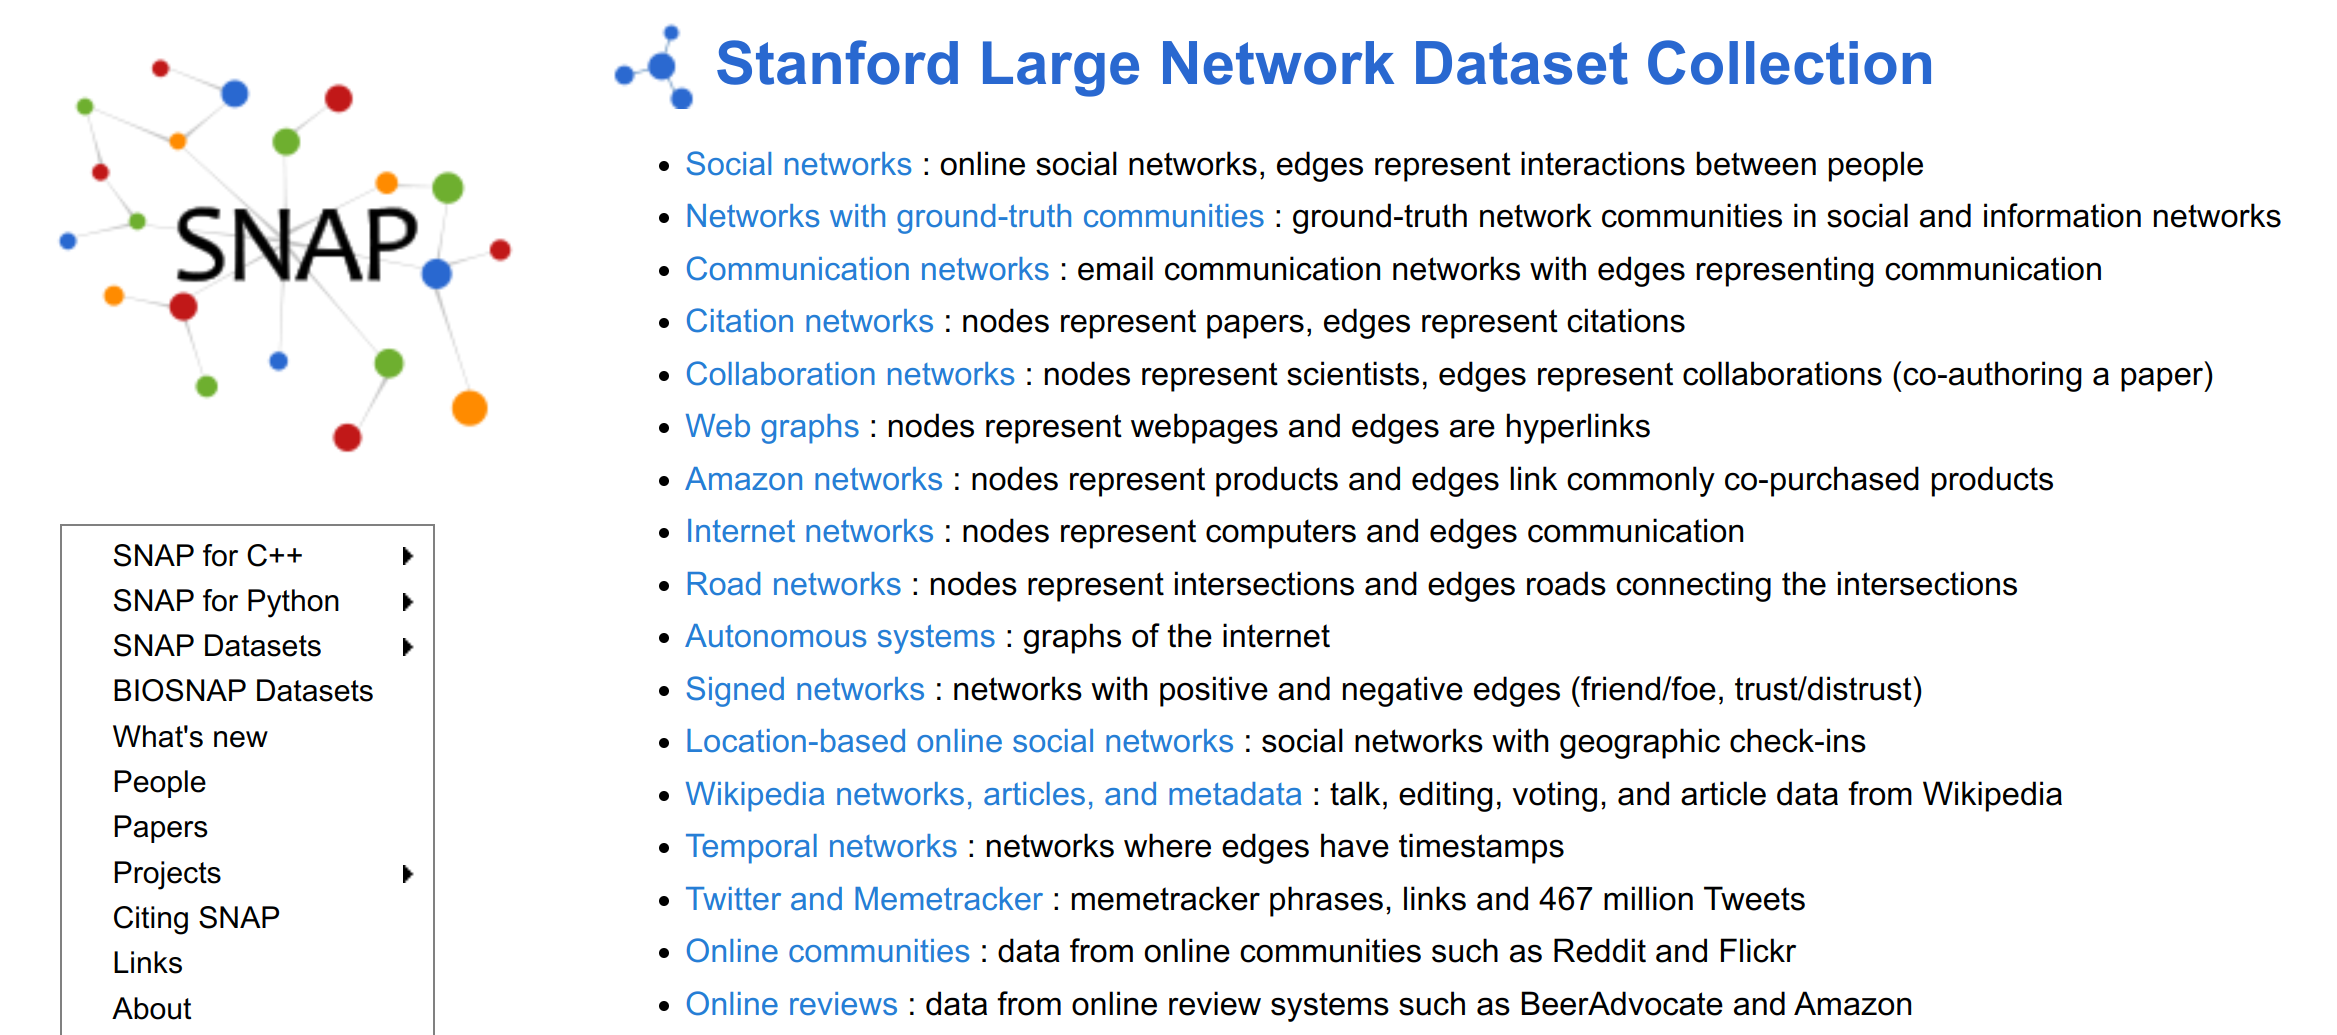 SNAP
SNAP for C++
SNAP for Python
SNAP Datasets
BIOSNAP Datasets
What's new
People
Papers
Projects
Citing SNAP
Links
About
Stanford Large Network Dataset Collection
Social networks : online social networks, edges represent interactions between people
Networks with ground-truth communities : ground-truth network communities in social and information networks
Communication networks : email communication networks with edges representing communication
Citation networks : nodes represent papers, edges represent citations
Collaboration networks : nodes represent scientists, edges represent collaborations (co-authoring a paper)
Web graphs : nodes represent webpages and edges are hyperlinks
Amazon networks : nodes represent products and edges link commonly co-purchased products
Internet networks : nodes represent computers and edges communication
Road networks : nodes represent intersections and edges roads connecting the intersections
Autonomous systems : graphs of the internet
Signed networks : networks with positive and negative edges (friend/foe, trust/distrust)
Location-based online social networks : social networks with geographic check-ins
Wikipedia networks, articles, and metadata : talk, editing, voting, and article data from Wikipedia
Temporal networks : networks where edges have timestamps
Twitter and Memetracker : memetracker phrases, links and 467 million Tweets
Online communities : data from online communities such as Reddit and Flickr
Online reviews : data from online review systems such as BeerAdvocate and Amazon